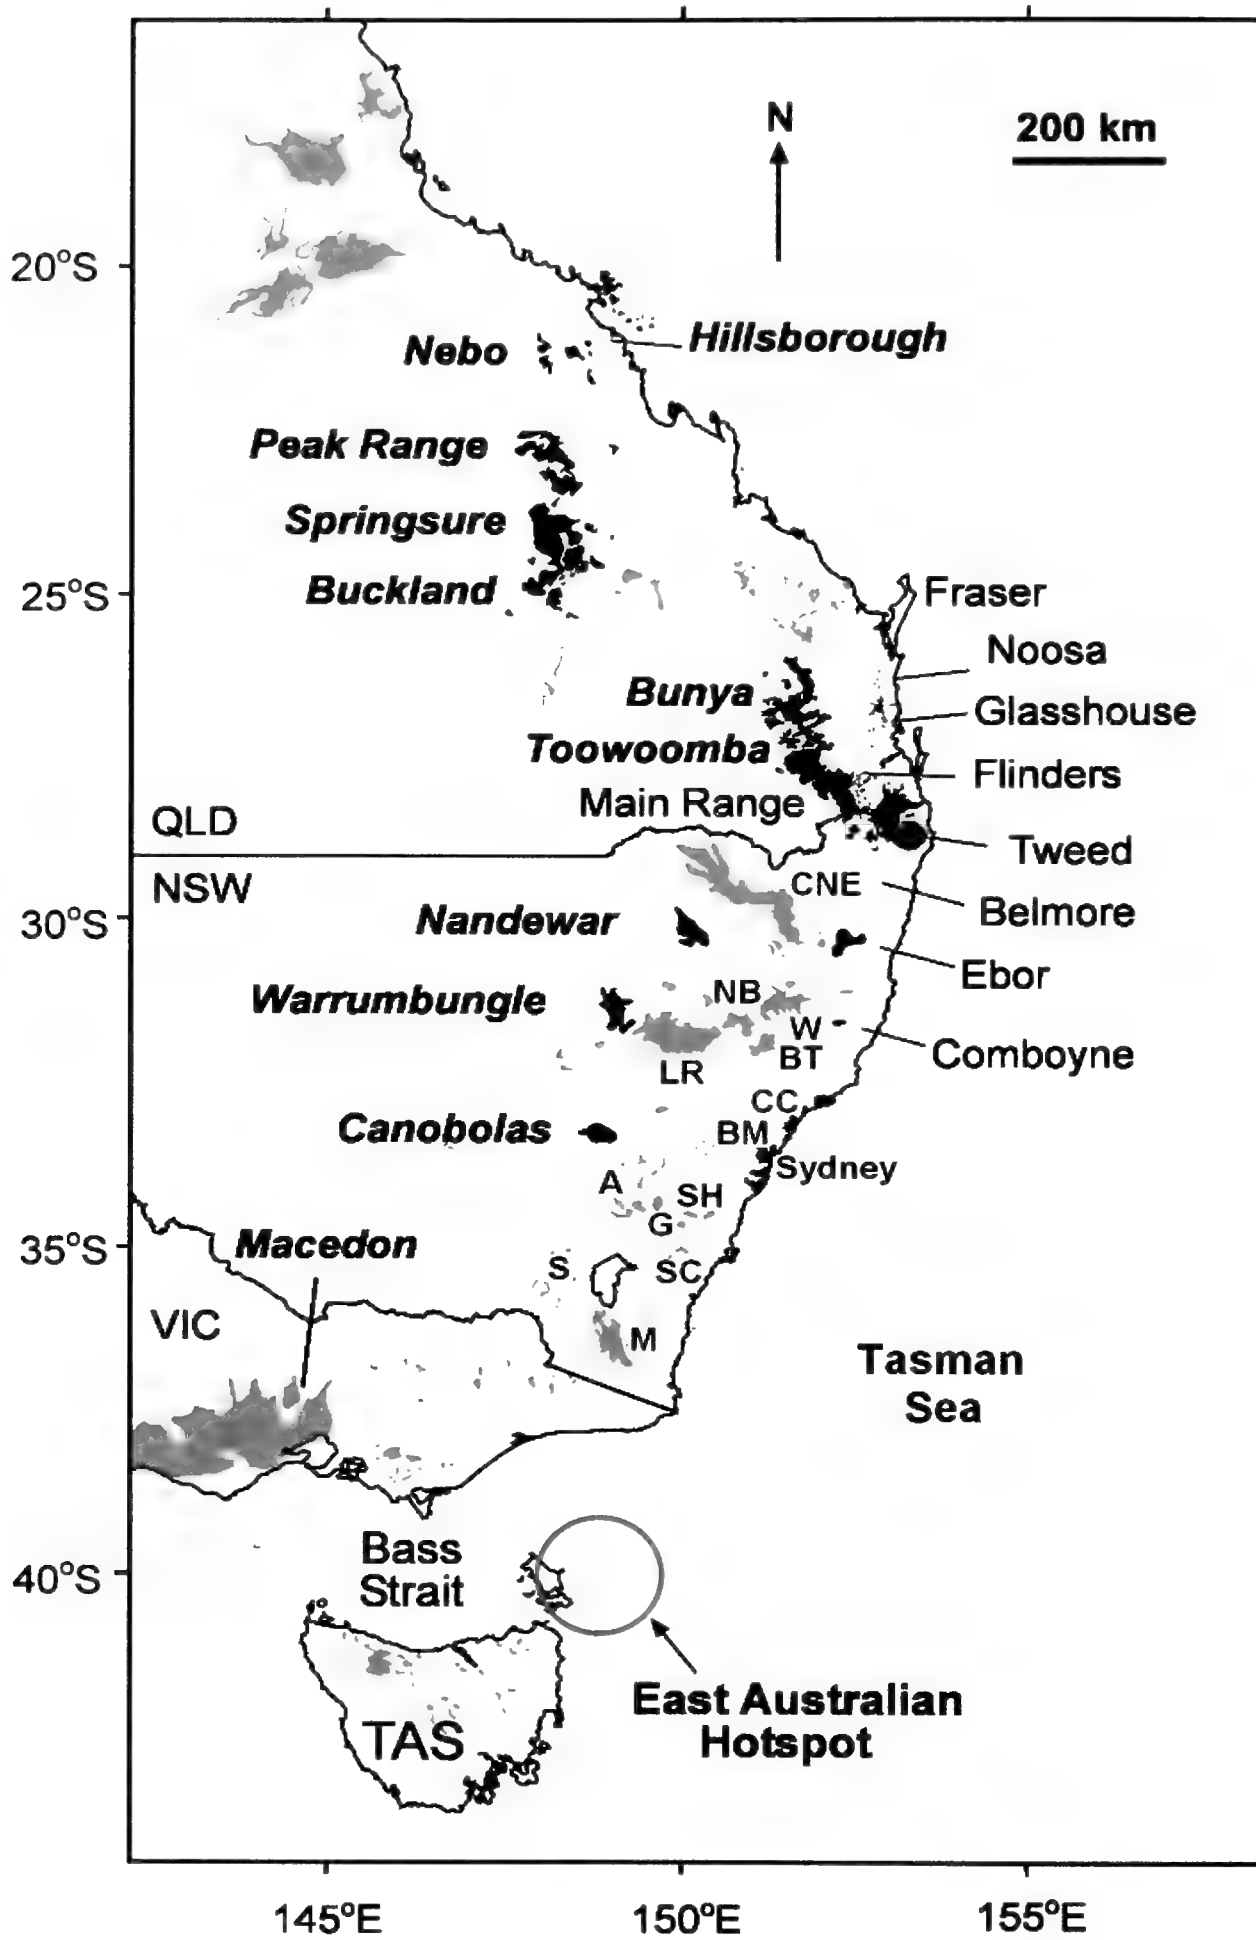 N
200 km
20°S
Hillsborough
Nebo
Peak Range
Springsure
Buckland
25°S
Fraser
Noosa
Bunya
Glasshouse
Toowoomba
Flinders
Main Range
QLD
Tweed
NSW
CNE
Belmore
30°S
Nandewar
Ebor
NB
Warrumbungle
W
BT
Comboyne
LR
CC
Canobolas
BM
Sydney
A
SH
G
35°S
Macedon
S
SC
VIC
M
Tasman
Sea
Bass
Strait
40°S
East Australian
Hotspot
TAS
145°E
150°E
155°E